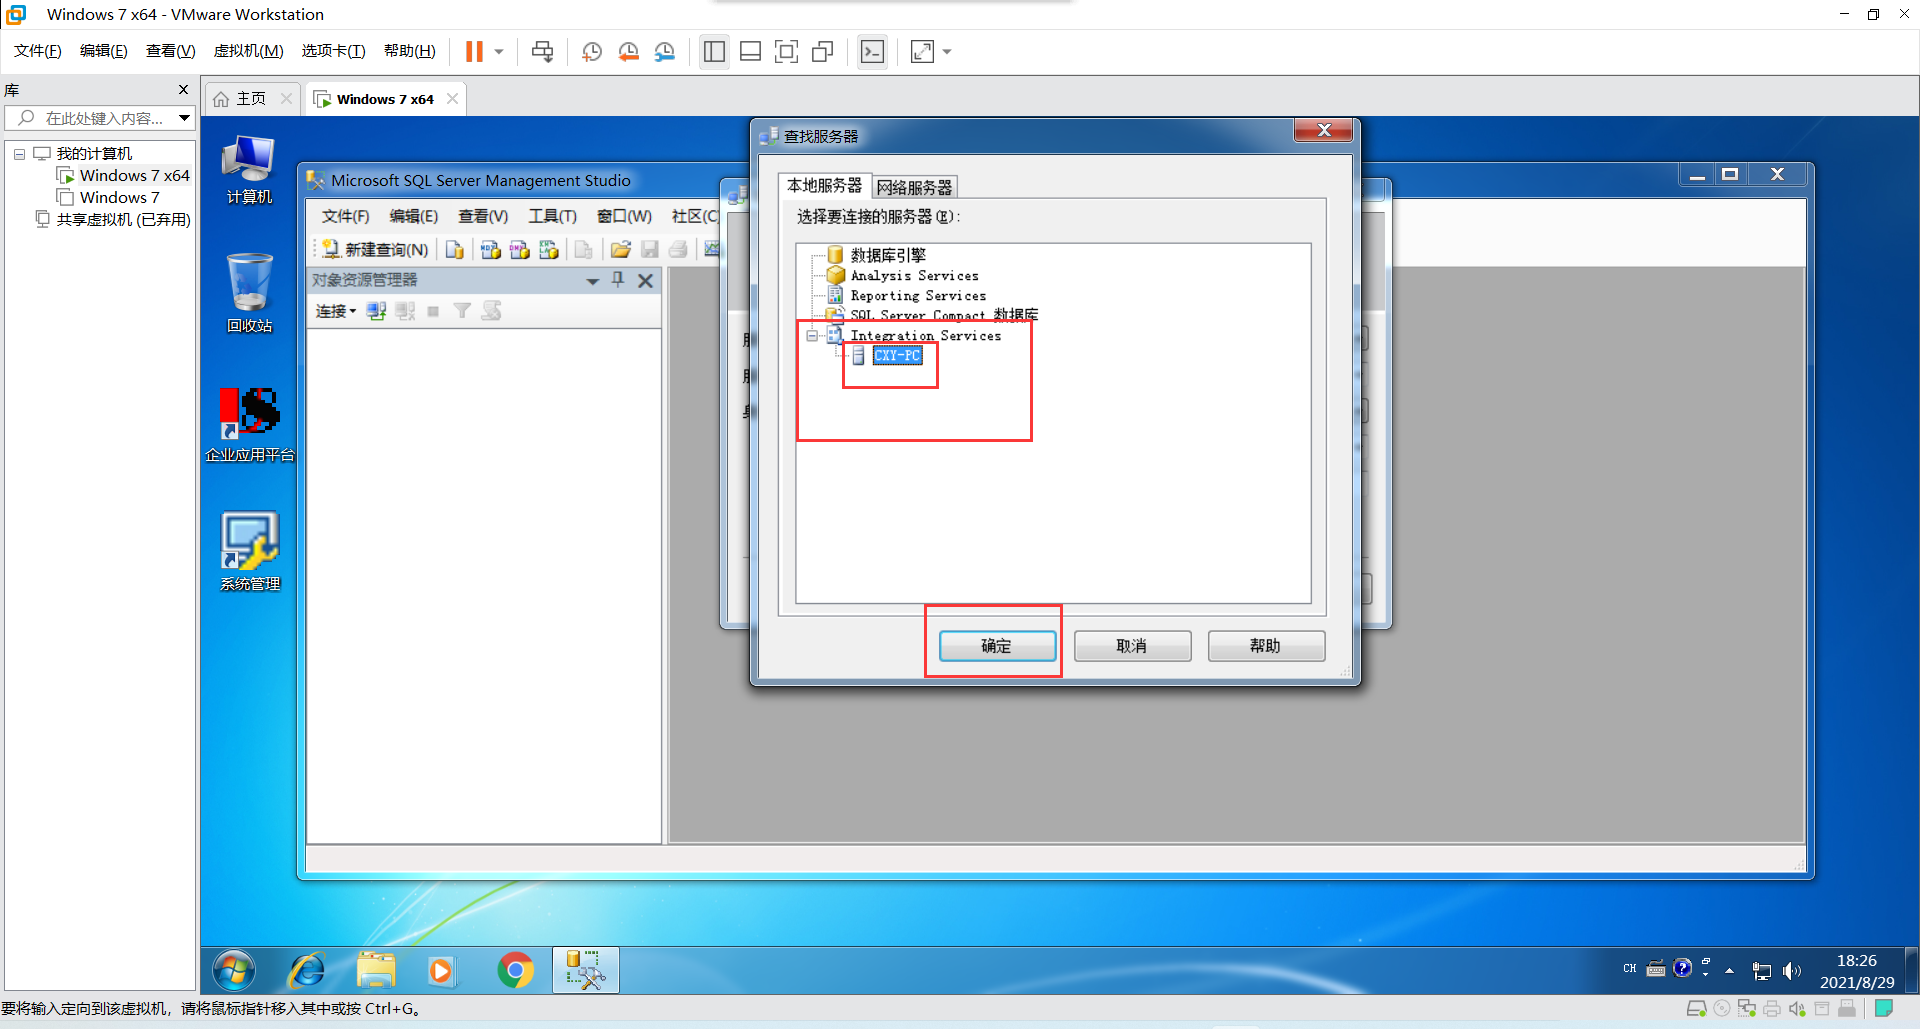 Windows 7 x64 - VMware Workstation
文件(F) 编辑(E) 查看(V) 虚拟机(M) 选项卡(T) 帮助(H)
库
在此处键入内容...
我的计算机
Windows 7 x64
Windows 7
共享虚拟机 (已弃用)
主页
Windows 7 x64
计算机
回收站
企业应用平台
系统管理
Microsoft SQL Server Management Studio
文件(F) 编辑(E) 查看(V) 工具(T) 窗口(W) 社区(C
新建查询(N)
对象资源管理器
连接
查找服务器
本地服务器 网络服务器
选择要连接的服务器(E):
数据库引擎
Analysis Services
Reporting Services
SQL Server Compact 数据库
Integration Services
CXY-PC
确定 取消 帮助
CH
18:26
2021/8/29
要将输入定向到该虚拟机，请将鼠标指针移入其中或按 Ctrl+G。